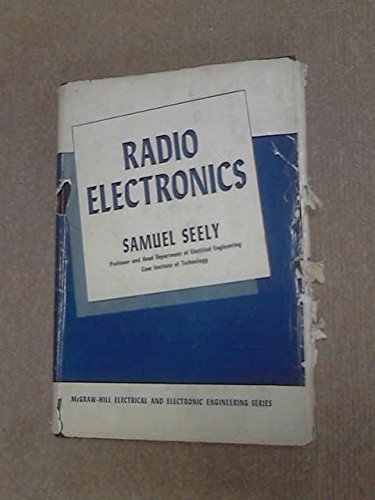 RADIO
ELECTRONICS
SAMUEL SEELY
Professor and Head Department of Electrical Engineering
Case Institute of Technology
McGRAW-HILL ELECTRICAL AND ELECTRONIC ENGINEERING SERIES